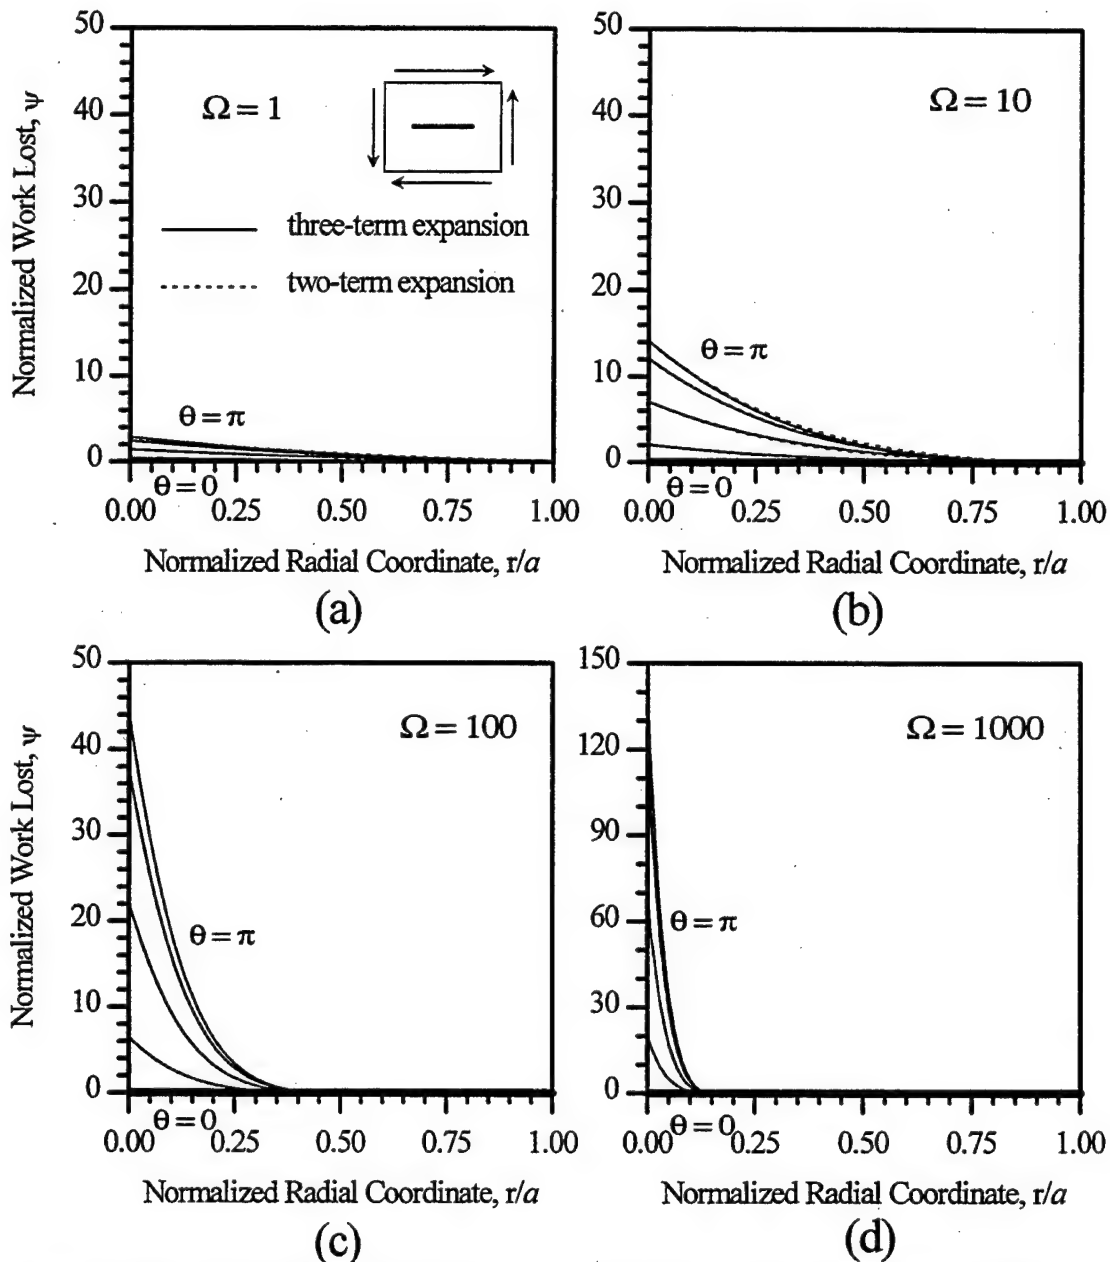 50
40
30
20
10
0
Normalized Work Lost, ψ
Ω = 1
three-term expansion
two-term expansion
θ = π
θ = 0
0.00 0.25 0.50 0.75 1.00
Normalized Radial Coordinate, r/a
(a)
50
40
30
20
10
0
Ω = 10
θ = π
θ = 0
0.00 0.25 0.50 0.75 1.00
Normalized Radial Coordinate, r/a
(b)
50
40
30
20
10
0
Normalized Work Lost, ψ
Ω = 100
θ = π
θ = 0
0.00 0.25 0.50 0.75 1.00
Normalized Radial Coordinate, r/a
(c)
150
120
90
60
30
0
Ω = 1000
θ = π
θ = 0
0.00 0.25 0.50 0.75 1.00
Normalized Radial Coordinate, r/a
(d)